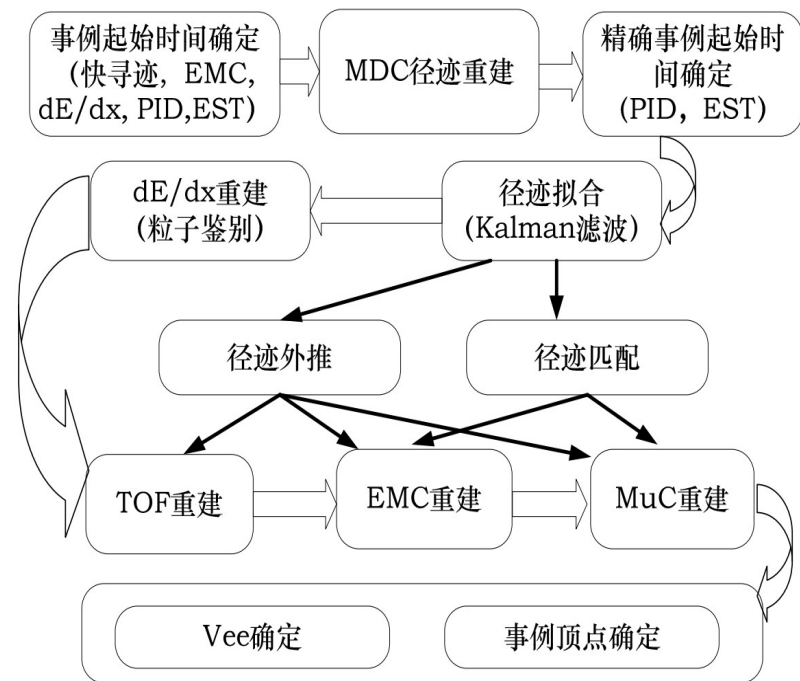 事例起始时间确定
(快寻迹, EMC,
dE/dx, PID,EST)
MDC径迹重建
精确事例起始时
间确定
(PID, EST)
dE/dx重建
(粒子鉴别)
径迹拟合
(Kalman滤波)
径迹外推
径迹匹配
TOF重建
EMC重建
MuC重建
Vee确定
事例顶点确定